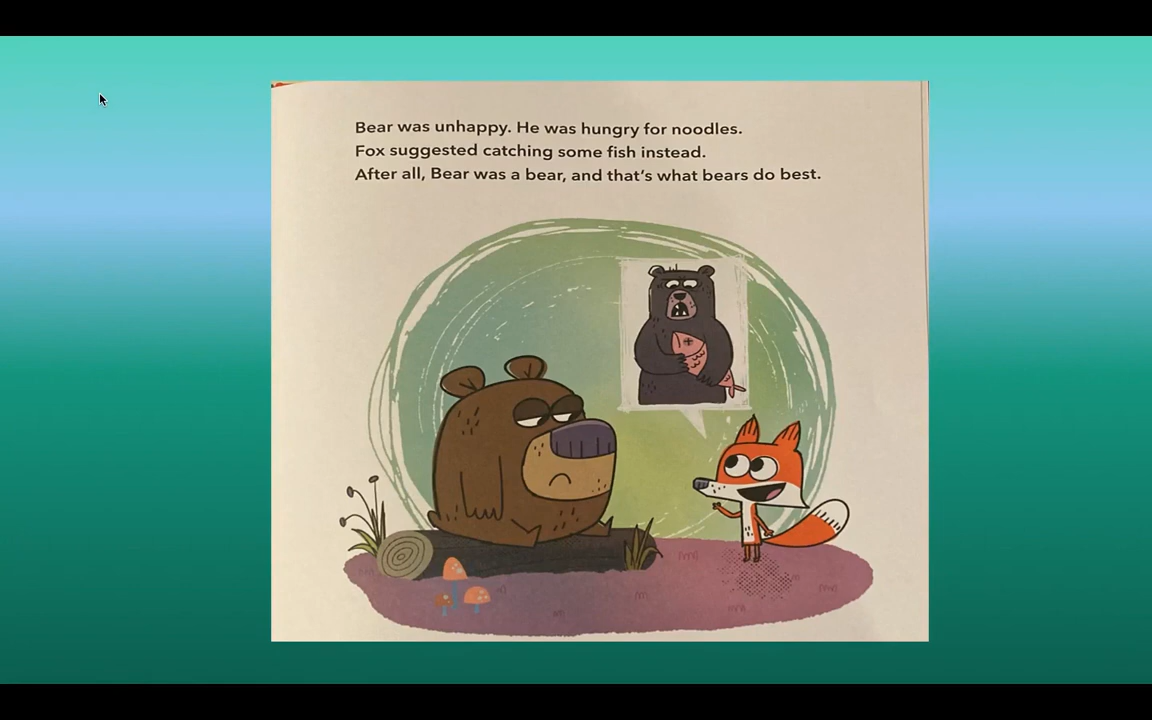 Bear was unhappy. He was hungry for noodles.
Fox suggested catching some fish instead.
After all, Bear was a bear, and that's what bears do best.